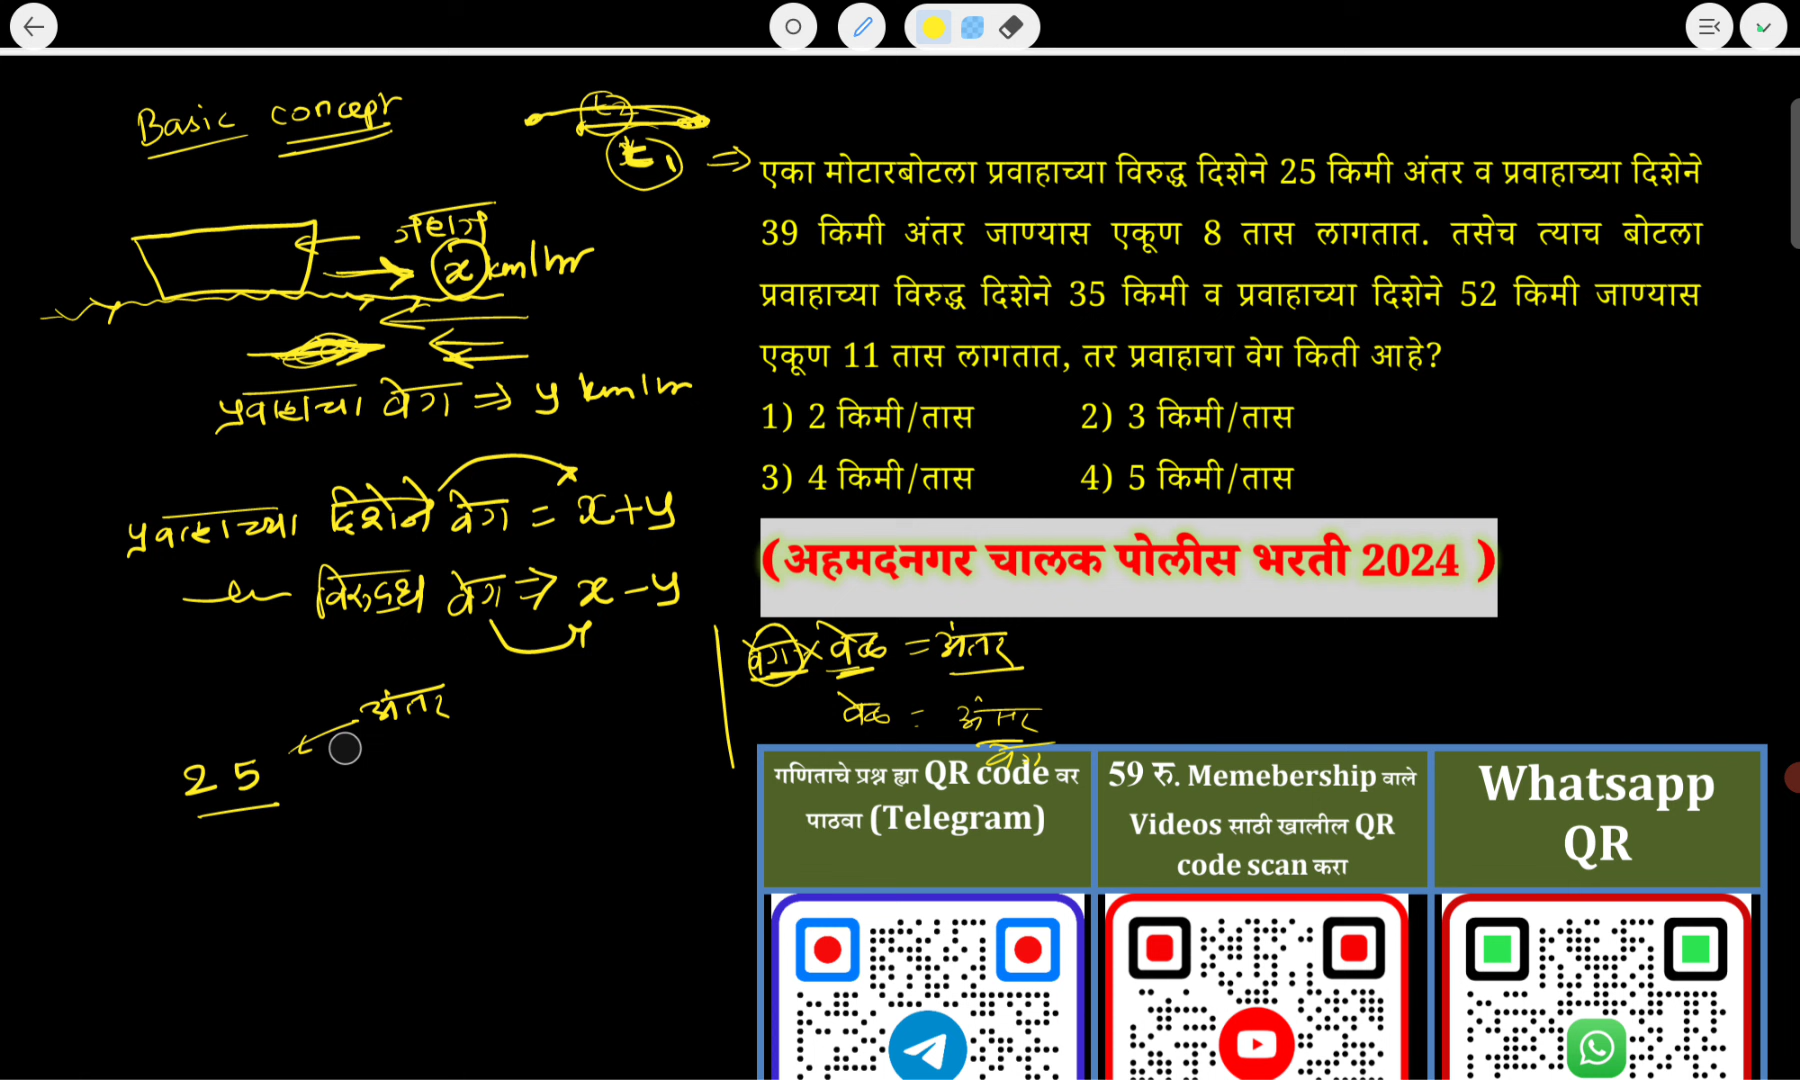 Basic concept
t2
t1 ⇒
नावेचा वेग
x km/hr
प्रवाहाचा वेग ⇒ y km/hr
प्रवाहाच्या दिशेने वेग = x+y
विरुद्ध वेग ⇒ x-y
अंतर
25
एका मोटारबोटला प्रवाहाच्या विरुद्ध दिशेने 25 किमी अंतर व प्रवाहाच्या दिशेने
39 किमी अंतर जाण्यास एकूण 8 तास लागतात. तसेच त्याच बोटला
प्रवाहाच्या विरुद्ध दिशेने 35 किमी व प्रवाहाच्या दिशेने 52 किमी जाण्यास
एकूण 11 तास लागतात, तर प्रवाहाचा वेग किती आहे?
1) 2 किमी/तास 2) 3 किमी/तास
3) 4 किमी/तास 4) 5 किमी/तास
(अहमदनगर चालक पोलीस भरती 2024 )
वेग × वेळ = अंतर
वेळ = अंतर
वेग
गणिताचे प्रश्न ह्या QR code वर
पाठवा (Telegram)
59 रु. Memebership वाले
Videos साठी खालील QR
code scan करा
Whatsapp
QR